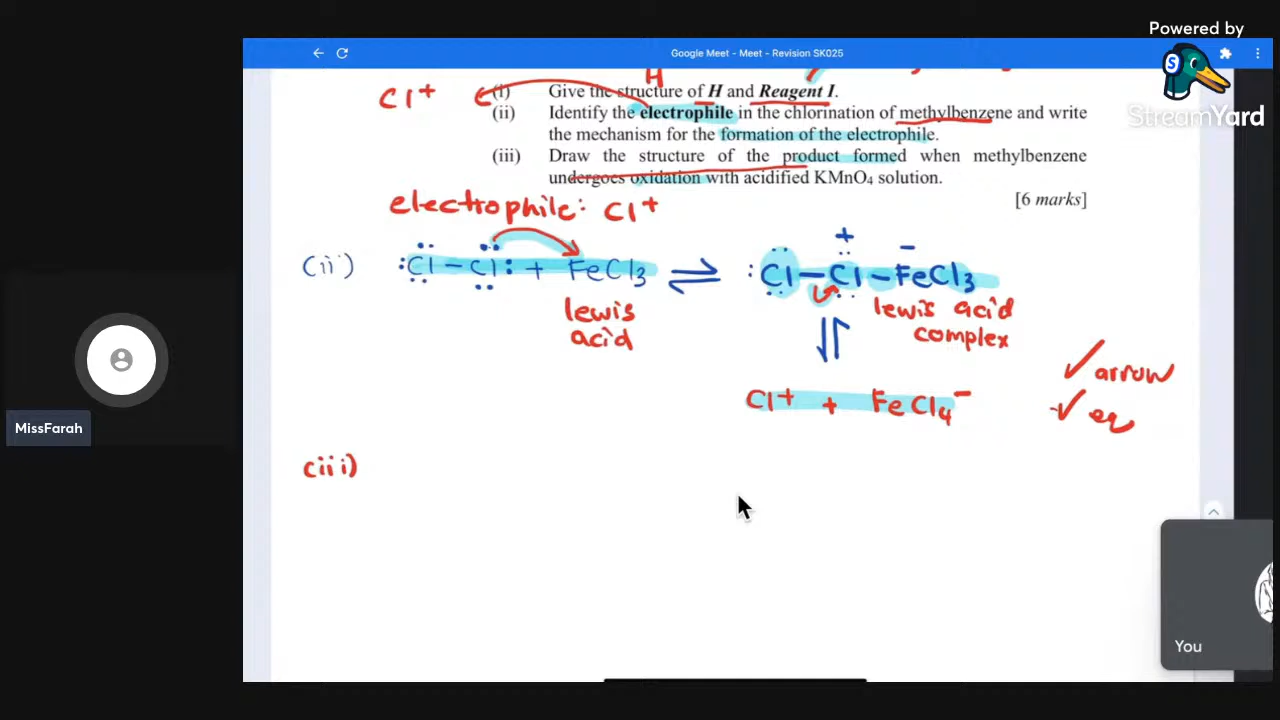 Powered by
StreamYard
Google Meet - Meet - Revision SK025
H
Cl+
(i) Give the structure of H and Reagent I.
(ii) Identify the electrophile in the chlorination of methylbenzene and write
the mechanism for the formation of the electrophile.
(iii) Draw the structure of the product formed when methylbenzene
undergoes oxidation with acidified KMnO₄ solution.
[6 marks]
electrophile: Cl+
(ii) :Cl – Cl: + FeCl₃ ⇌ :Cl – Cl – FeCl₃
+ –
lewis
acid
lewis acid
complex
⇌
Cl+ + FeCl₄⁻
✓ arrow
✓ eq
(iii)
MissFarah
You